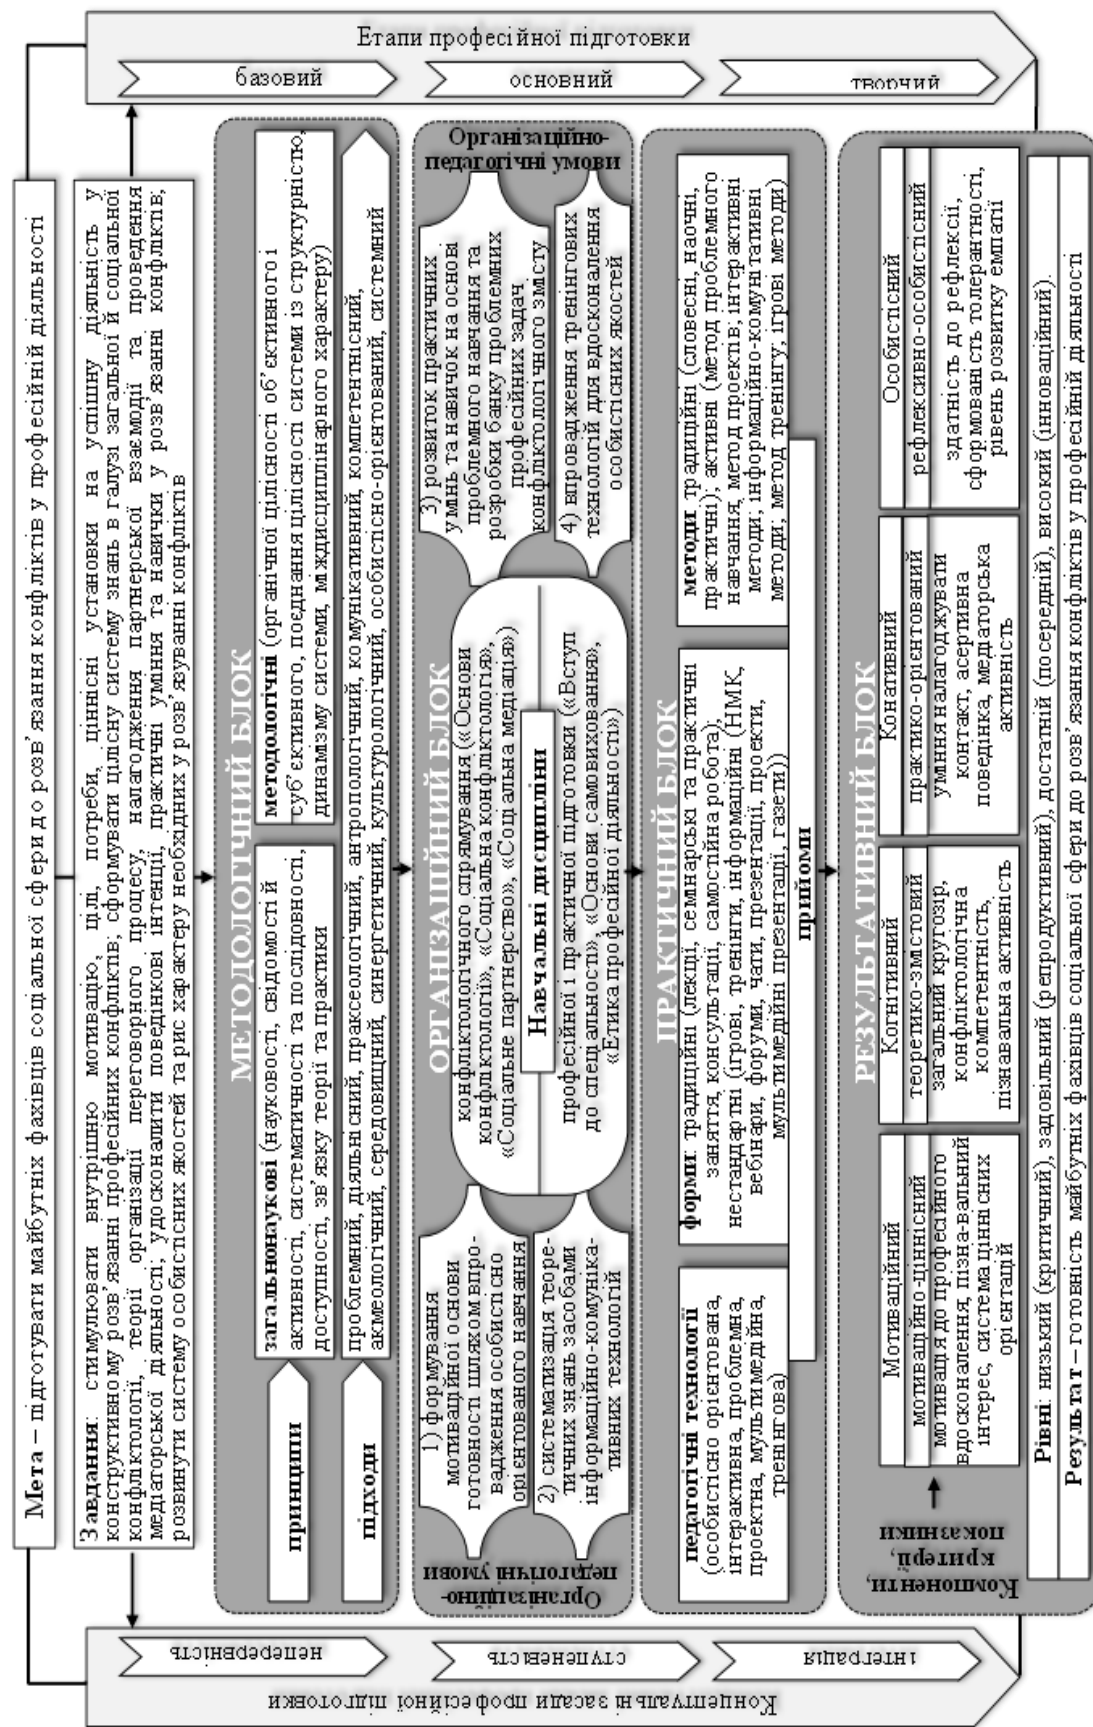 Мета – підготувати майбутніх фахівців соціальної сфери до розв’язання конфліктів у професійній діяльності
Завдання: стимулювати внутрішню мотивацію, цілі, потреби, ціннісні установки на успішну діяльність у
конструктивному розв’язанні професійних конфліктів; сформувати цілісну систему знань в галузі загальної й соціальної
конфліктології, теорії організації переговорного процесу, налагодження партнерської взаємодії та проведення
медіаторської діяльності; удосконалити поведінкові інтенції, практичні уміння та навички у розв’язанні конфліктів;
розвинути систему особистісних якостей та рис характеру необхідних у розв’язуванні конфліктів
Концептуальні засади професійної підготовки
неперервність
ступеневість
інтеграція
Етапи професійної підготовки
базовий
основний
творчий
МЕТОДОЛОГІЧНИЙ БЛОК
принципи
загальнонаукові (науковості, свідомості й
активності, систематичності та послідовності,
доступності, зв’язку теорії та практики
методологічні (органічної цілісності об’єктивного і
суб’єктивного, поєднання цілісності системи із структурністю,
динамізму системи, міждисциплінарного характеру)
підходи
проблемний, діяльнісний, праксеологічний, антропологічний, комунікативний, компетентнісний,
акмеологічний, середовищний, синергетичний, культурологічний, особистісно-орієнтований, системний
ОРГАНІЗАЦІЙНИЙ БЛОК
Організаційно-
педагогічні умови
1) формування
мотиваційної основи
готовності шляхом впро-
вадження особистісно
орієнтованого навчання
2) систематизація теоре-
тичних знань засобами
інформаційно-комуніка-
тивних технологій
конфліктологічного спрямування («Основи
конфліктології», «Соціальна конфліктологія»,
«Соціальне партнерство», «Соціальна медіація»)
Навчальні дисципліни
професійної і практичної підготовки («Вступ
до спеціальності», «Основи самовиховання»,
«Етика професійної діяльності»)
Організаційно-
педагогічні умови
3) розвиток практичних
умінь та навичок на основі
проблемного навчання та
розробки банку проблемних
професійних задач
конфліктологічного змісту
4) впровадження тренінгових
технологій для вдосконалення
особистісних якостей
ПРАКТИЧНИЙ БЛОК
педагогічні технології
(особистісно орієнтована,
інтерактивна, проблемна,
проектна, мультимедійна,
тренінгова)
форми: традиційні (лекції, семінарські та практичні
заняття, консультації, самостійна робота);
нестандартні (ігрові, тренінги, інформаційні (НМК,
вебінари, форуми, чати, презентації, проекти,
мультимедійні презентації, газети))
методи: традиційні (словесні, наочні,
практичні); активні (метод проблемного
навчання, метод проектів; інтерактивні
методи; інформаційно-комунікативні
методи; метод тренінгу; ігрові методи)
прийоми
РЕЗУЛЬТАТИВНИЙ БЛОК
Компоненти,
критерії,
показники
Мотиваційний
мотиваційно-ціннісний
мотивація до професійного
вдосконалення, пізна-вальний
інтерес, система ціннісних
орієнтацій
Когнітивний
теоретико-змістовий
загальний кругозір,
конфліктологічна
компетентність,
пізнавальна активність
Конативний
практико-орієнтований
уміння налагоджувати
контакт, асертивна
поведінка, медіаторська
активність
Особистісний
рефлексивно-особистісний
здатність до рефлексії,
сформованість толерантності,
рівень розвитку емпатії
Рівні: низький (критичний), задовільний (репродуктивний), достатній (посередній), високий (інноваційний).
Результат – готовність майбутніх фахівців соціальної сфери до розв’язання конфліктів у професійній діяльності